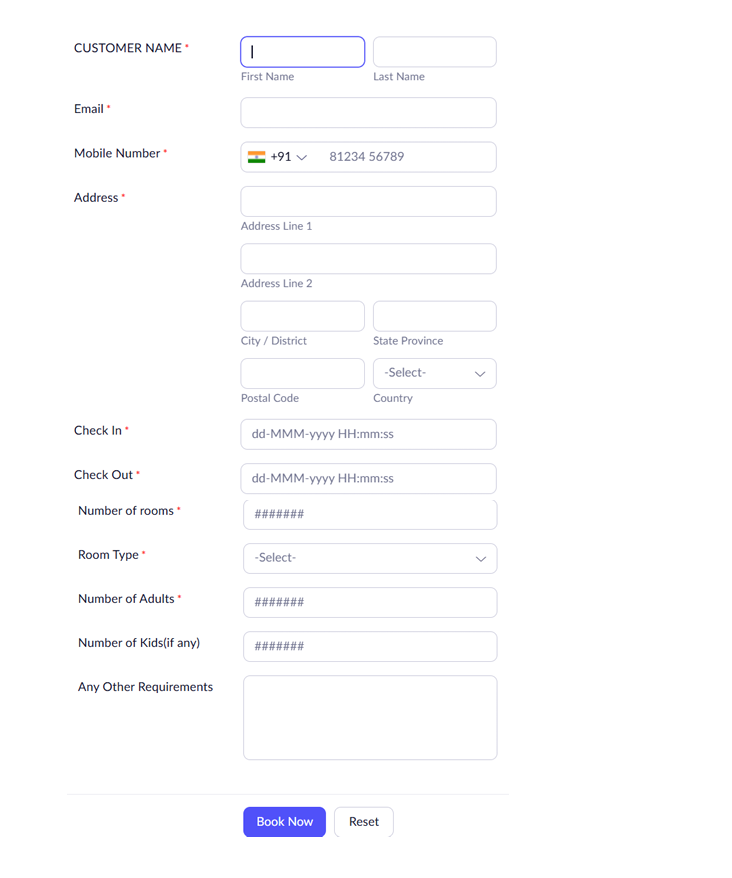 CUSTOMER NAME *
First Name Last Name
Email *
Mobile Number * +91 81234 56789
Address *
Address Line 1
Address Line 2
City / District State Province
-Select-
Postal Code Country
Check In * dd-MMM-yyyy HH:mm:ss
Check Out * dd-MMM-yyyy HH:mm:ss
Number of rooms * #######
Room Type * -Select-
Number of Adults * #######
Number of Kids(if any) #######
Any Other Requirements
Book Now Reset